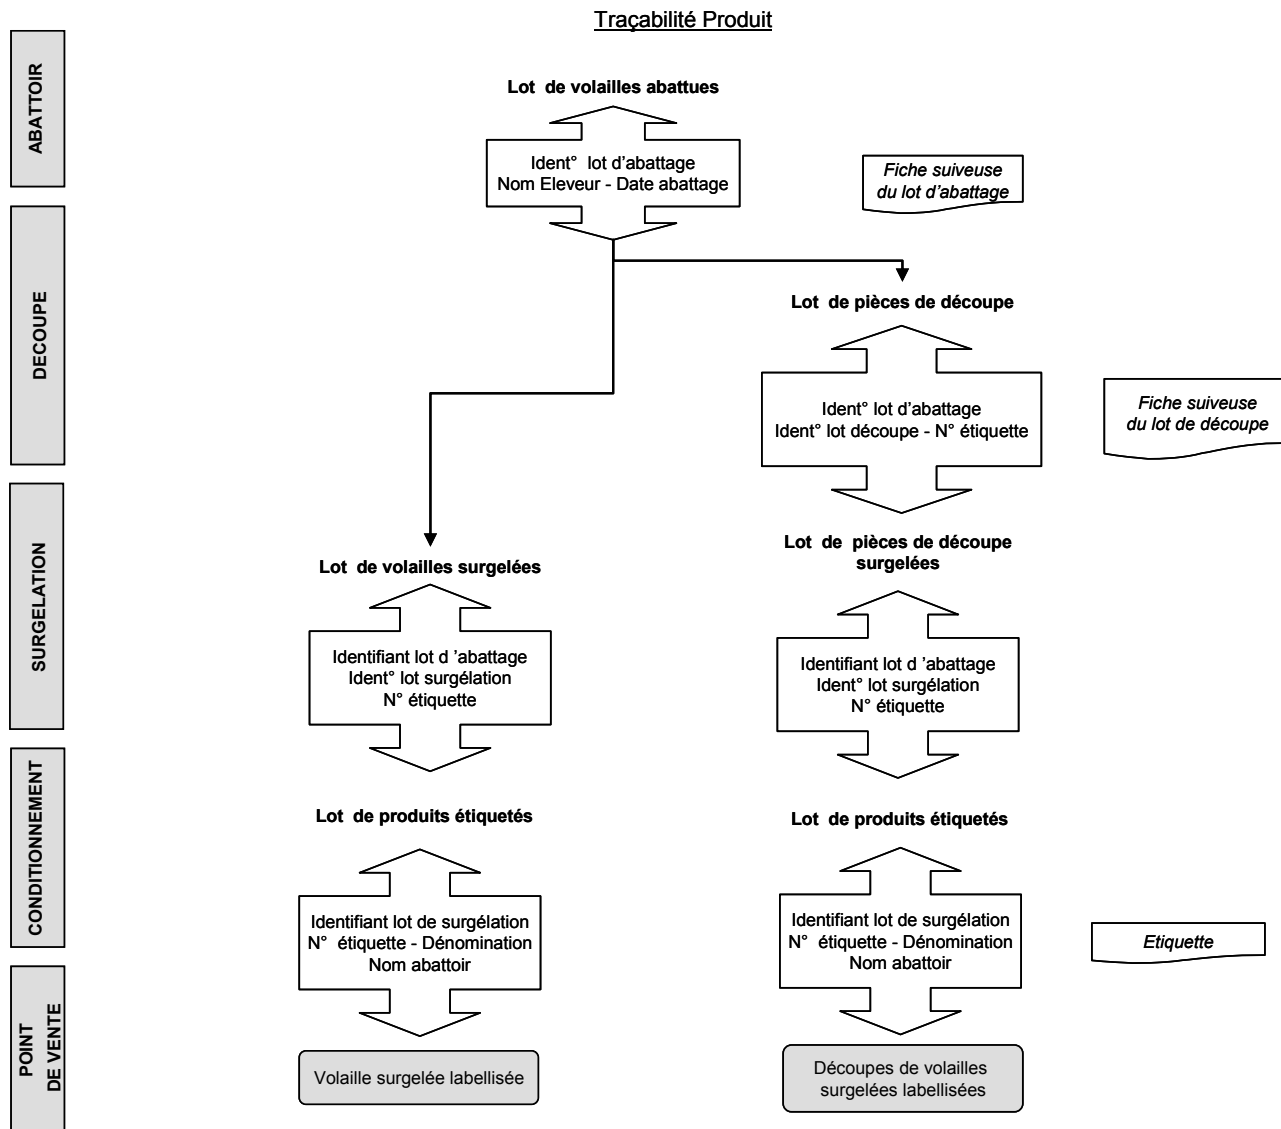 Traçabilité Produit
ABATTOIR
Lot de volailles abattues
Ident° lot d'abattage
Nom Eleveur - Date abattage
Fiche suiveuse
du lot d'abattage
DECOUPE
Lot de pièces de découpe
Ident° lot d'abattage
Ident° lot découpe - N° étiquette
Fiche suiveuse
du lot de découpe
SURGELATION
Lot de volailles surgelées
Identifiant lot d 'abattage
Ident° lot surgélation
N° étiquette
Lot de pièces de découpe
surgelées
Identifiant lot d 'abattage
Ident° lot surgélation
N° étiquette
CONDITIONNEMENT
Lot de produits étiquetés
Identifiant lot de surgélation
N° étiquette - Dénomination
Nom abattoir
Lot de produits étiquetés
Identifiant lot de surgélation
N° étiquette - Dénomination
Nom abattoir
Etiquette
POINT
DE VENTE
Volaille surgelée labellisée
Découpes de volailles
surgelées labellisées